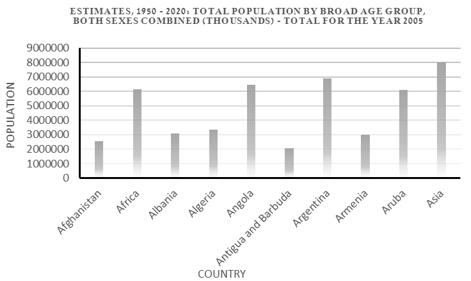 ESTIMATES, 1950 - 2020: TOTAL POPULATION BY BROAD AGE GROUP,
BOTH SEXES COMBINED (THOUSANDS) - TOTAL FOR THE YEAR 2005
POPULATION
9000000
8000000
7000000
6000000
5000000
4000000
3000000
2000000
1000000
0
Afghanistan
Africa
Albania
Algeria
Angola
Antigua and Barbuda
Argentina
Armenia
Aruba
Asia
COUNTRY